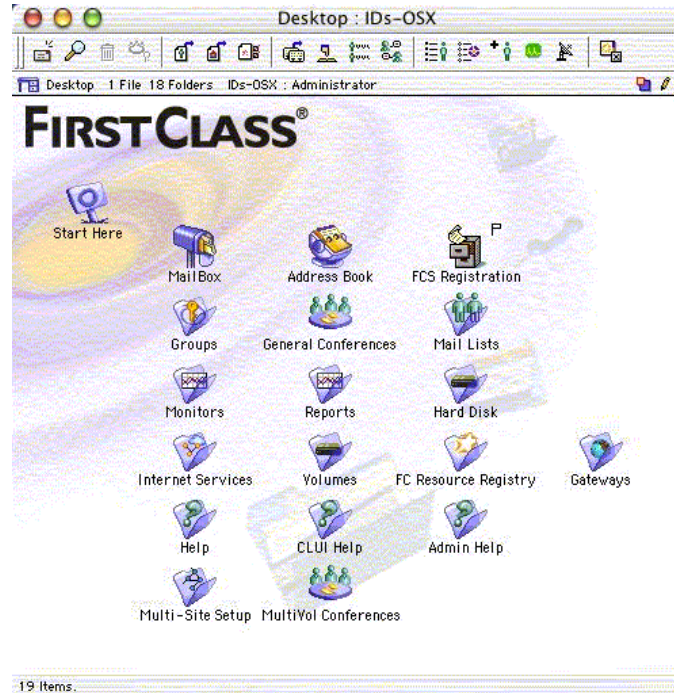 Desktop : IDs-OSX
Desktop 1 File 18 Folders IDs-OSX : Administrator
FIRSTCLASS®
Start Here
MailBox Address Book FCS Registration P
Groups General Conferences Mail Lists
Monitors Reports Hard Disk
Internet Services Volumes FC Resource Registry Gateways
Help CLUI Help Admin Help
Multi-Site Setup MultiVol Conferences
19 Items.